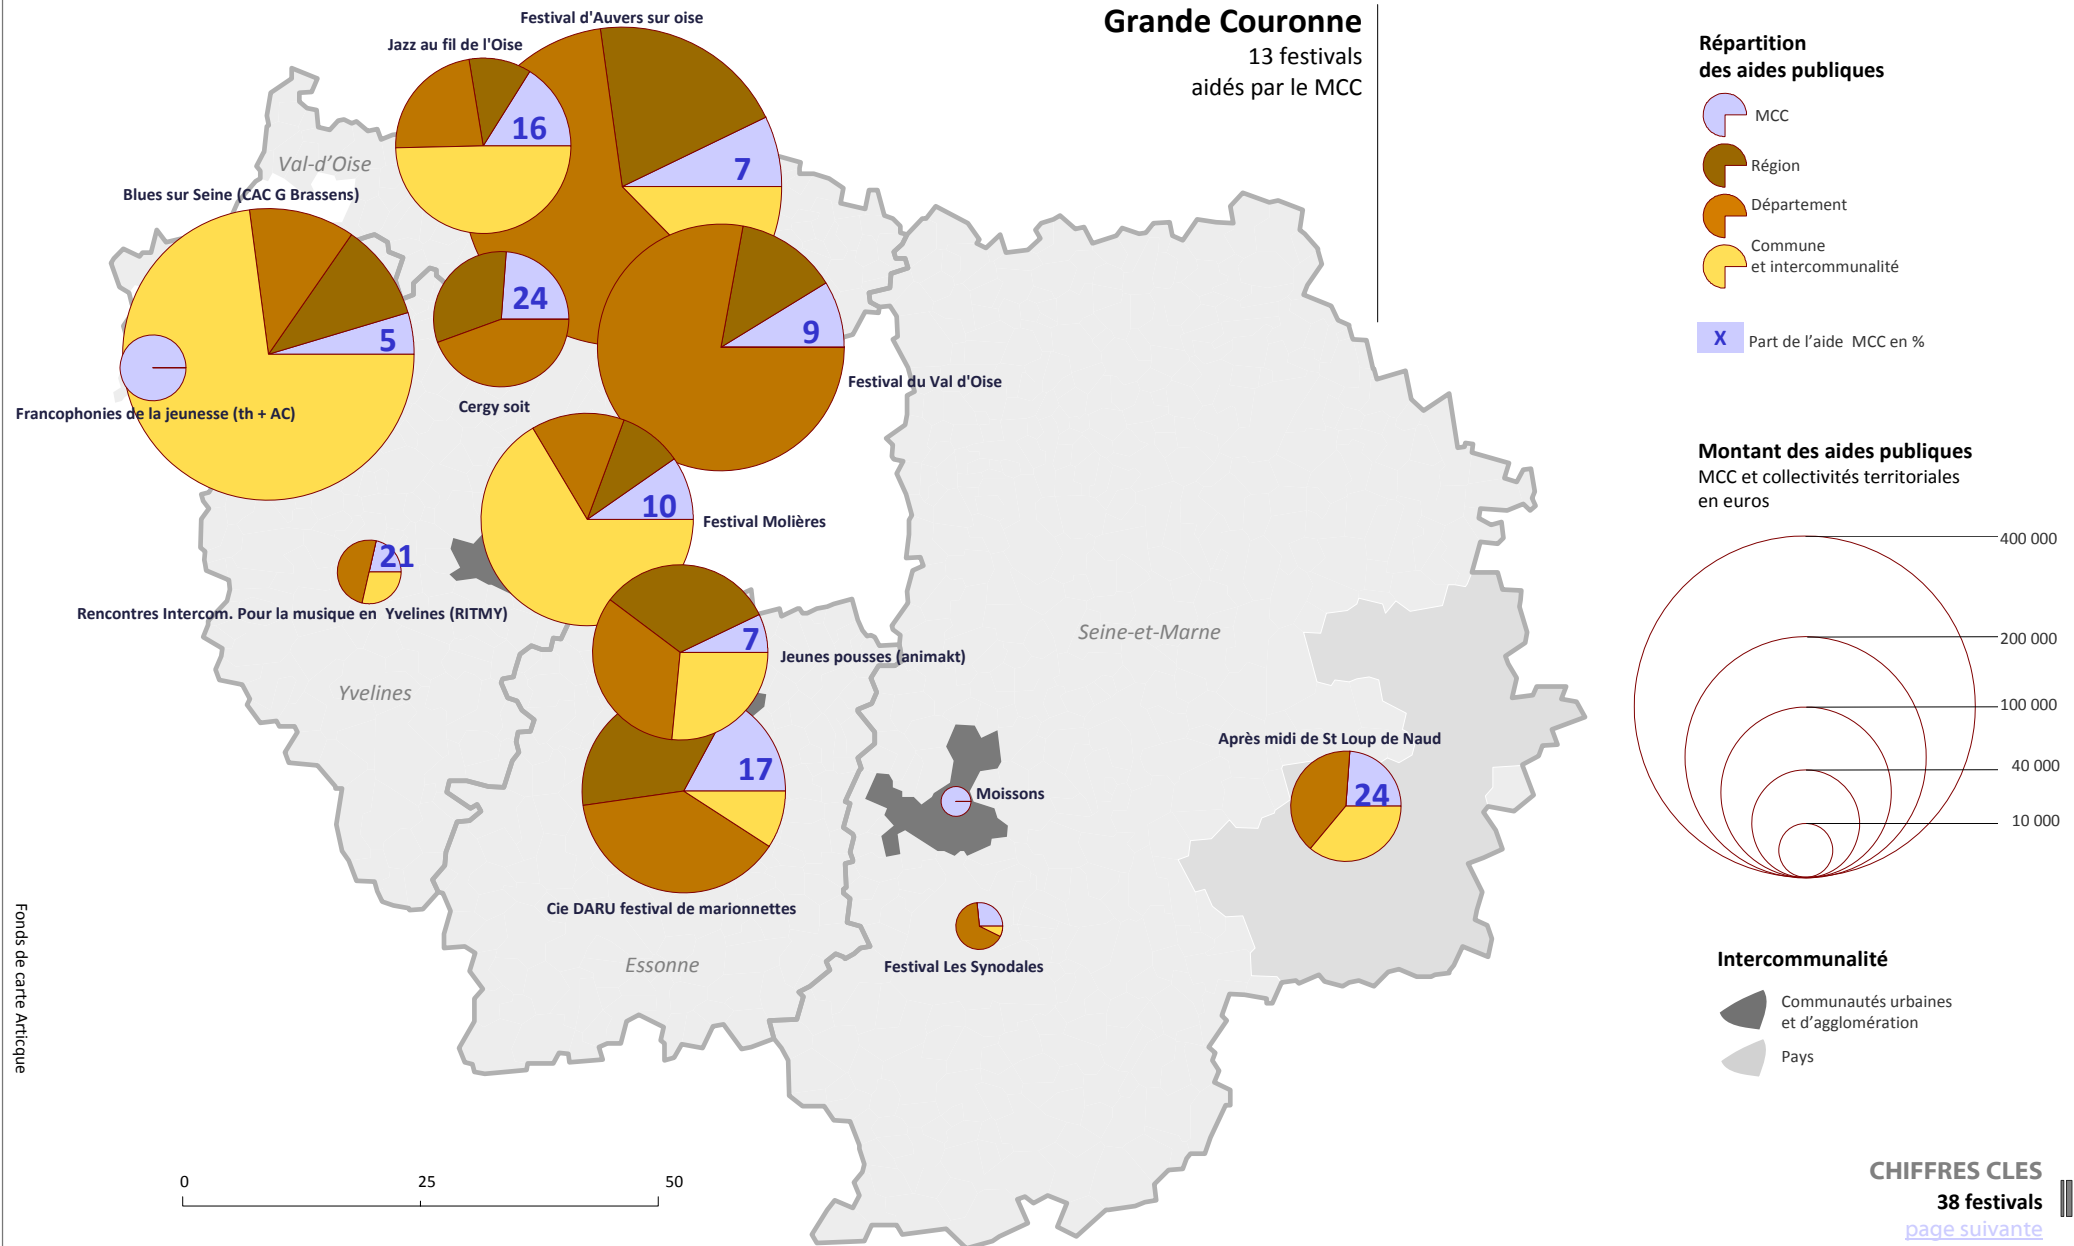 Grande Couronne
13 festivals
aidés par le MCC
Festival d'Auvers sur oise
Jazz au fil de l'Oise
16
7
Val-d'Oise
Blues sur Seine (CAC G Brassens)
5
24
9
Festival du Val d'Oise
Cergy soit
Francophonies de la jeunesse (th + AC)
10
Festival Molières
21
Rencontres Intercom. Pour la musique en  Yvelines (RITMY)
7
Jeunes pousses (animakt)
Seine-et-Marne
Yvelines
17
Après midi de St Loup de Naud
24
Moissons
Cie DARU festival de marionnettes
Essonne
Festival Les Synodales
Fonds de carte Articque
0 25 50
Répartition
des aides publiques
MCC
Région
Département
Commune
et intercommunalité
X Part de l'aide  MCC en %
Montant des aides publiques
MCC et collectivités territoriales
en euros
400 000
200 000
100 000
40 000
10 000
Intercommunalité
Communautés urbaines
et d'agglomération
Pays
CHIFFRES CLES
38 festivals
page suivante